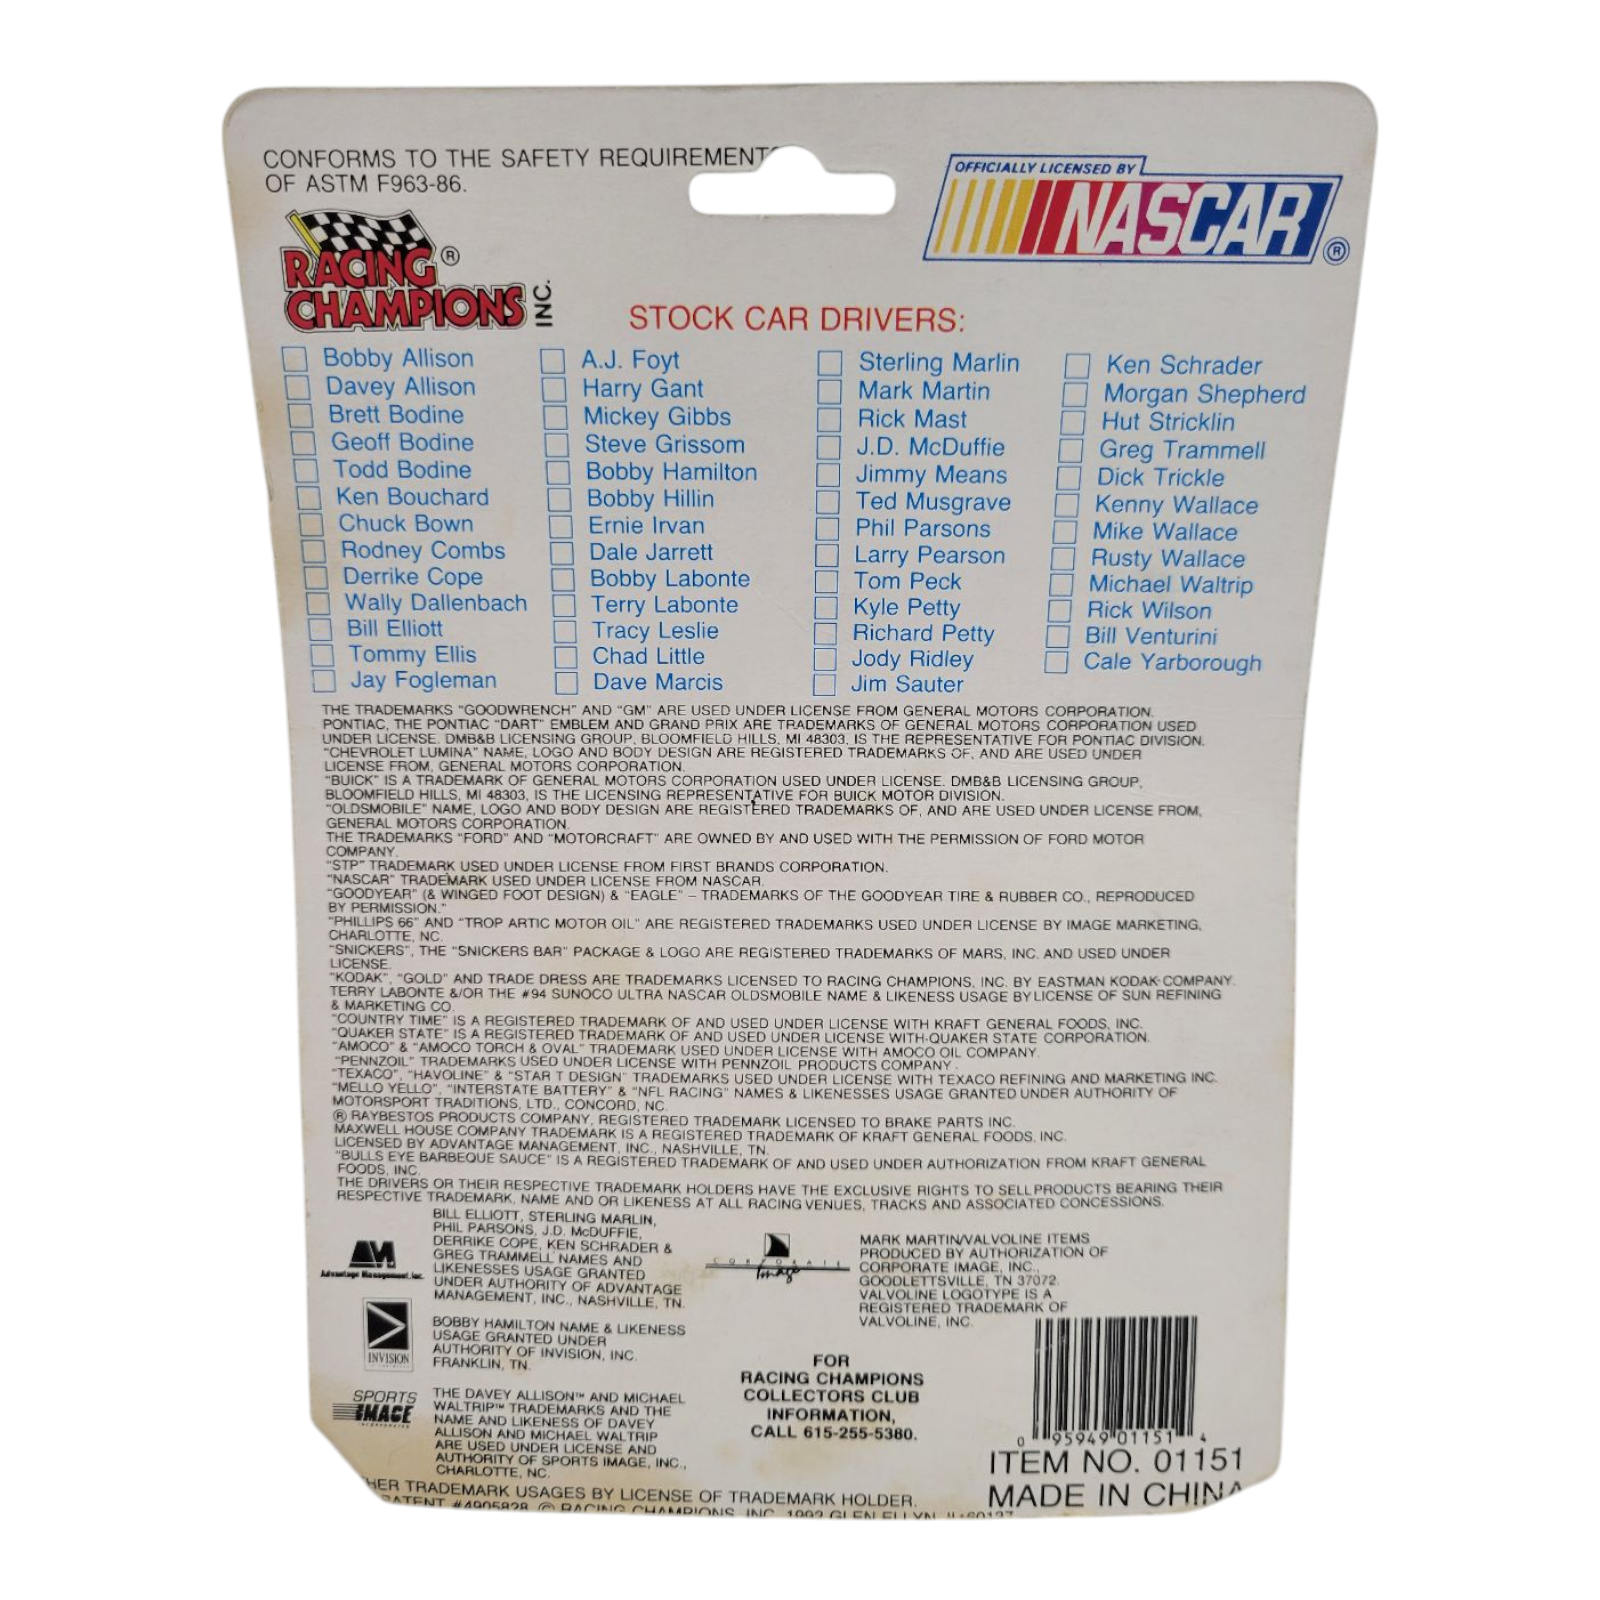 CONFORMS TO THE SAFETY REQUIREMENTS
OF ASTM F963-86.
OFFICIALLY LICENSED BY
NASCAR ®
RACING ®
CHAMPIONS INC.
STOCK CAR DRIVERS:
Bobby Allison
Davey Allison
Brett Bodine
Geoff Bodine
Todd Bodine
Ken Bouchard
Chuck Bown
Rodney Combs
Derrike Cope
Wally Dallenbach
Bill Elliott
Tommy Ellis
Jay Fogleman
A.J. Foyt
Harry Gant
Mickey Gibbs
Steve Grissom
Bobby Hamilton
Bobby Hillin
Ernie Irvan
Dale Jarrett
Bobby Labonte
Terry Labonte
Tracy Leslie
Chad Little
Dave Marcis
Sterling Marlin
Mark Martin
Rick Mast
J.D. McDuffie
Jimmy Means
Ted Musgrave
Phil Parsons
Larry Pearson
Tom Peck
Kyle Petty
Richard Petty
Jody Ridley
Jim Sauter
Ken Schrader
Morgan Shepherd
Hut Stricklin
Greg Trammell
Dick Trickle
Kenny Wallace
Mike Wallace
Rusty Wallace
Michael Waltrip
Rick Wilson
Bill Venturini
Cale Yarborough
THE TRADEMARKS "GOODWRENCH" AND "GM" ARE USED UNDER LICENSE FROM GENERAL MOTORS CORPORATION.
PONTIAC, THE PONTIAC "DART" EMBLEM AND GRAND PRIX ARE TRADEMARKS OF GENERAL MOTORS CORPORATION USED
UNDER LICENSE. DMB&B LICENSING GROUP, BLOOMFIELD HILLS, MI 48303, IS THE REPRESENTATIVE FOR PONTIAC DIVISION.
"CHEVROLET LUMINA" NAME, LOGO AND BODY DESIGN ARE REGISTERED TRADEMARKS OF, AND ARE USED UNDER
LICENSE FROM, GENERAL MOTORS CORPORATION.
"BUICK" IS A TRADEMARK OF GENERAL MOTORS CORPORATION USED UNDER LICENSE. DMB&B LICENSING GROUP,
BLOOMFIELD HILLS, MI 48303, IS THE LICENSING REPRESENTATIVE FOR BUICK MOTOR DIVISION.
"OLDSMOBILE" NAME, LOGO AND BODY DESIGN ARE REGISTERED TRADEMARKS OF, AND ARE USED UNDER LICENSE FROM,
GENERAL MOTORS CORPORATION.
THE TRADEMARKS "FORD" AND "MOTORCRAFT" ARE OWNED BY AND USED WITH THE PERMISSION OF FORD MOTOR
COMPANY.
"STP" TRADEMARK USED UNDER LICENSE FROM FIRST BRANDS CORPORATION.
"NASCAR" TRADEMARK USED UNDER LICENSE FROM NASCAR.
"GOODYEAR" (& WINGED FOOT DESIGN) & "EAGLE" – TRADEMARKS OF THE GOODYEAR TIRE & RUBBER CO., REPRODUCED
BY PERMISSION."
"PHILLIPS 66" AND "TROP ARTIC MOTOR OIL" ARE REGISTERED TRADEMARKS USED UNDER LICENSE BY IMAGE MARKETING,
CHARLOTTE, NC.
"SNICKERS", THE "SNICKERS BAR" PACKAGE & LOGO ARE REGISTERED TRADEMARKS OF MARS, INC. AND USED UNDER
LICENSE.
"KODAK", "GOLD" AND TRADE DRESS ARE TRADEMARKS LICENSED TO RACING CHAMPIONS, INC. BY EASTMAN KODAK COMPANY.
TERRY LABONTE &/OR THE #94 SUNOCO ULTRA NASCAR OLDSMOBILE NAME & LIKENESS USAGE BY LICENSE OF SUN REFINING
& MARKETING CO.
"COUNTRY TIME" IS A REGISTERED TRADEMARK OF AND USED UNDER LICENSE WITH KRAFT GENERAL FOODS, INC.
"QUAKER STATE" IS A REGISTERED TRADEMARK OF AND USED UNDER LICENSE WITH QUAKER STATE CORPORATION.
"AMOCO" & "AMOCO TORCH & OVAL" TRADEMARK USED UNDER LICENSE WITH AMOCO OIL COMPANY.
"PENNZOIL" TRADEMARKS USED UNDER LICENSE WITH PENNZOIL PRODUCTS COMPANY.
"TEXACO", "HAVOLINE" & "STAR T DESIGN" TRADEMARKS USED UNDER LICENSE WITH TEXACO REFINING AND MARKETING INC.
"MELLO YELLO", "INTERSTATE BATTERY" & "NFL RACING" NAMES & LIKENESSES USAGE GRANTED UNDER AUTHORITY OF
MOTORSPORT TRADITIONS, LTD., CONCORD, NC.
® RAYBESTOS PRODUCTS COMPANY, REGISTERED TRADEMARK LICENSED TO BRAKE PARTS INC.
MAXWELL HOUSE COMPANY TRADEMARK IS A REGISTERED TRADEMARK OF KRAFT GENERAL FOODS, INC.
LICENSED BY ADVANTAGE MANAGEMENT, INC., NASHVILLE, TN.
"BULLS EYE BARBEQUE SAUCE" IS A REGISTERED TRADEMARK OF AND USED UNDER AUTHORIZATION FROM KRAFT GENERAL
FOODS, INC.
THE DRIVERS OR THEIR RESPECTIVE TRADEMARK HOLDERS HAVE THE EXCLUSIVE RIGHTS TO SELL PRODUCTS BEARING THEIR
RESPECTIVE TRADEMARK, NAME AND OR LIKENESS AT ALL RACING VENUES, TRACKS AND ASSOCIATED CONCESSIONS.
AM
Advantage Management, Inc.
BILL ELLIOTT, STERLING MARLIN,
PHIL PARSONS, J.D. McDUFFIE,
DERRIKE COPE, KEN SCHRADER &
GREG TRAMMELL NAMES AND
LIKENESSES USAGE GRANTED
UNDER AUTHORITY OF ADVANTAGE
MANAGEMENT, INC., NASHVILLE, TN.
CORPORATE
Image
MARK MARTIN/VALVOLINE ITEMS
PRODUCED BY AUTHORIZATION OF
CORPORATE IMAGE, INC.,
GOODLETTSVILLE, TN 37072.
VALVOLINE LOGOTYPE IS A
REGISTERED TRADEMARK OF
VALVOLINE, INC.
INVISION
BOBBY HAMILTON NAME & LIKENESS
USAGE GRANTED UNDER
AUTHORITY OF INVISION, INC.
FRANKLIN, TN.
SPORTS
IMAGE
THE DAVEY ALLISON™ AND MICHAEL
WALTRIP™ TRADEMARKS AND THE
NAME AND LIKENESS OF DAVEY
ALLISON AND MICHAEL WALTRIP
ARE USED UNDER LICENSE AND
AUTHORITY OF SPORTS IMAGE, INC.,
CHARLOTTE, NC.
FOR
RACING CHAMPIONS
COLLECTORS CLUB
INFORMATION,
CALL 615-255-5380.
0 95949 01151 4
ITEM NO. 01151
MADE IN CHINA
HER TRADEMARK USAGES BY LICENSE OF TRADEMARK HOLDER.
PATENT #4905828 © RACING CHAMPIONS, INC. 1992 GLEN ELLYN, IL 60137